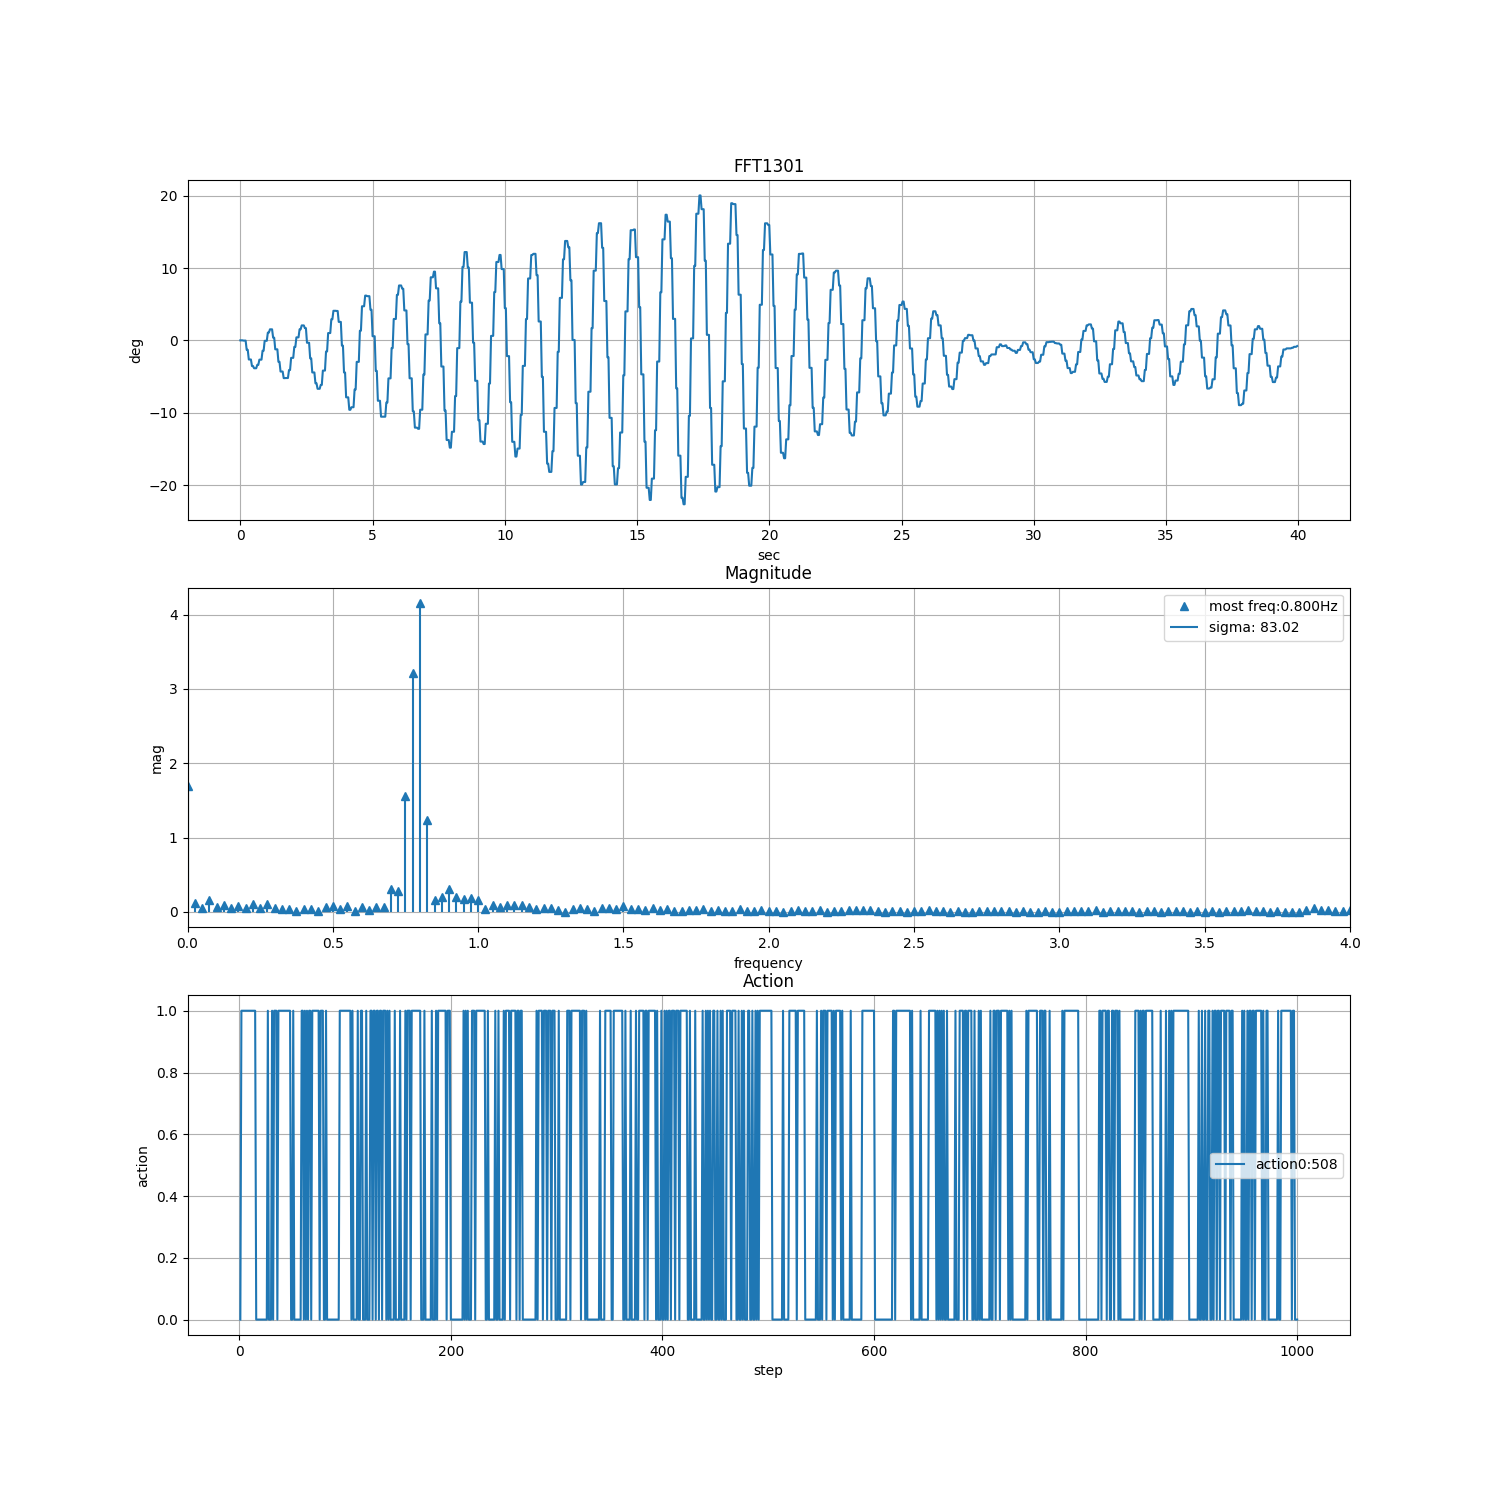 FFT1301
20
10
0
−10
−20
deg
0 5 10 15 20 25 30 35 40
sec
Magnitude
most freq:0.800Hz
sigma: 83.02
4
3
2
1
0
mag
0.0 0.5 1.0 1.5 2.0 2.5 3.0 3.5 4.0
frequency
Action
1.0
0.8
0.6
0.4
0.2
0.0
action
action0:508
0 200 400 600 800 1000
step